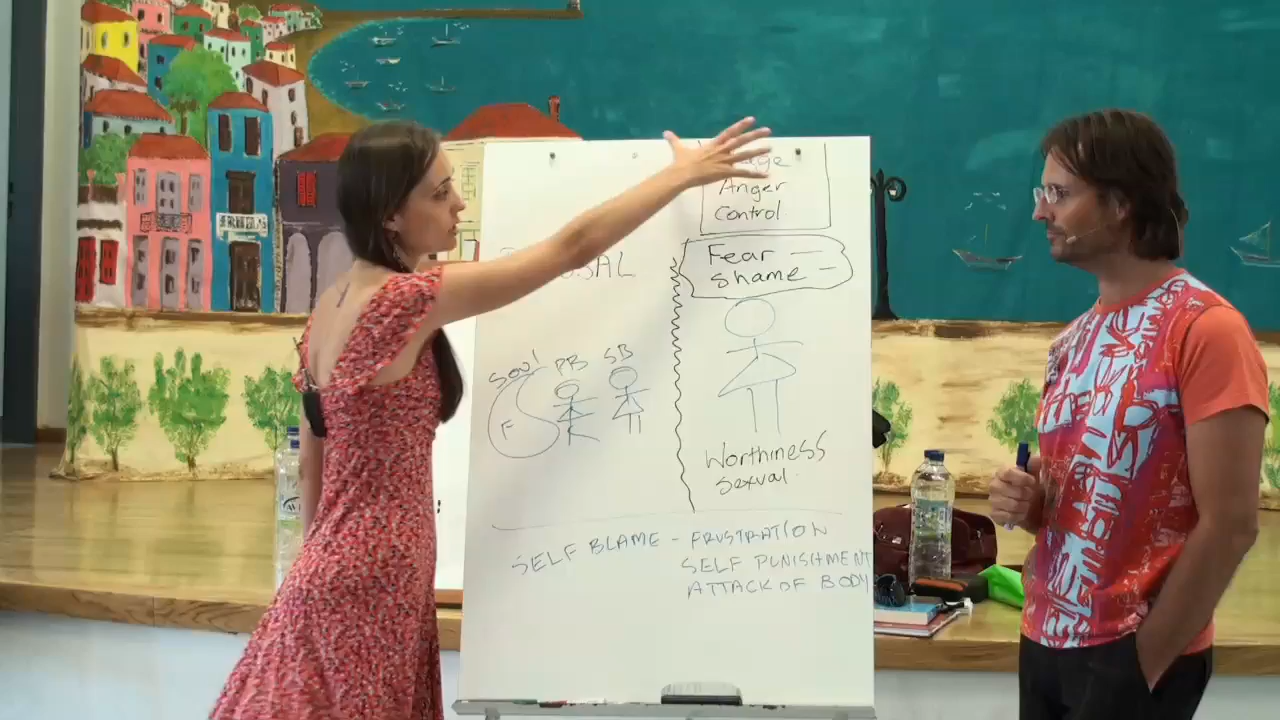 Anger
Control.
Fear —
shame —
Soul
PB
SB
F
Worthiness
Sexual.
SELF BLAME - FRUSTRATION
SELF PUNISHMENT
ATTACK OF BODY